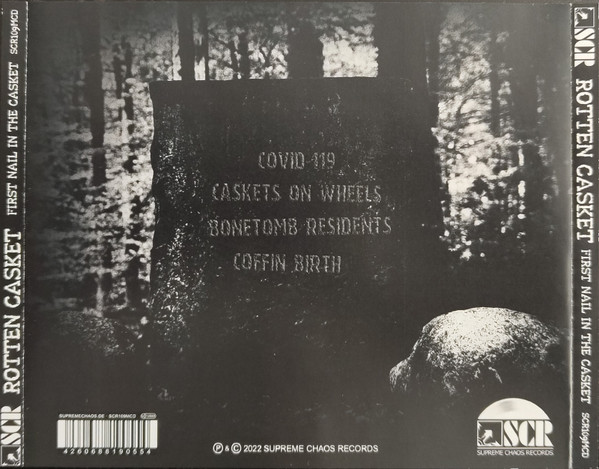 SCR ROTTEN CASKET FIRST NAIL IN THE CASKET SCR109MCD
COVID-119
CASKETS ON WHEELS
BONETOMB RESIDENTS
COFFIN BIRTH
SUPREMECHAOS.DE SCR109MCD
4260688190554
Ⓟ & © 2022 SUPREME CHAOS RECORDS
SCR
SUPREME CHAOS RECORDS
SCR ROTTEN CASKET FIRST NAIL IN THE CASKET SCR109MCD